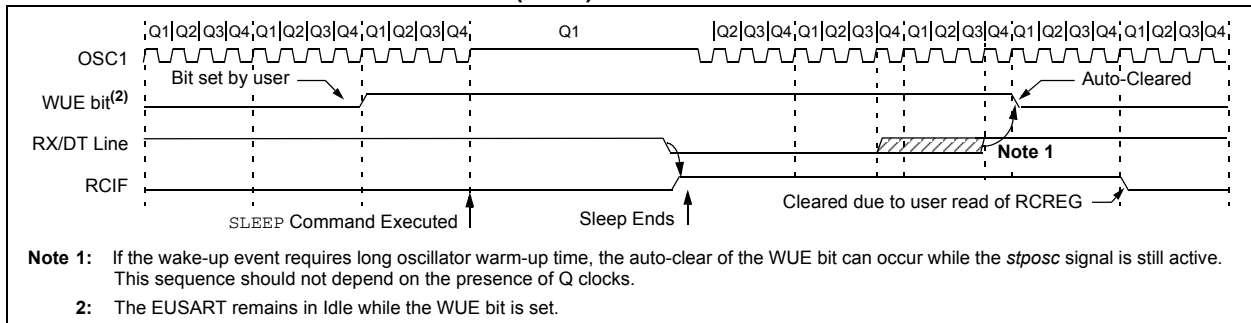 Q1 Q2 Q3 Q4 Q1 Q2 Q3 Q4 Q1 Q2 Q3 Q4 Q1 Q2 Q3 Q4 Q1 Q2 Q3 Q4 Q1 Q2 Q3 Q4 Q1 Q2 Q3 Q4 Q1 Q2 Q3 Q4
OSC1
Bit set by user
Auto-Cleared
WUE bit(2)
RX/DT Line
Note 1
RCIF
Cleared due to user read of RCREG
SLEEP Command Executed
Sleep Ends
Note 1: If the wake-up event requires long oscillator warm-up time, the auto-clear of the WUE bit can occur while the stposc signal is still active.
This sequence should not depend on the presence of Q clocks.
2: The EUSART remains in Idle while the WUE bit is set.